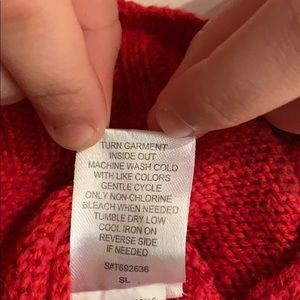 TURN GARMENT
INSIDE OUT
MACHINE WASH COLD
WITH LIKE COLORS
GENTLE CYCLE
ONLY NON-CHLORINE
BLEACH WHEN NEEDED
TUMBLE DRY LOW
COOL IRON ON
REVERSE SIDE
IF NEEDED
S#T692636
SL